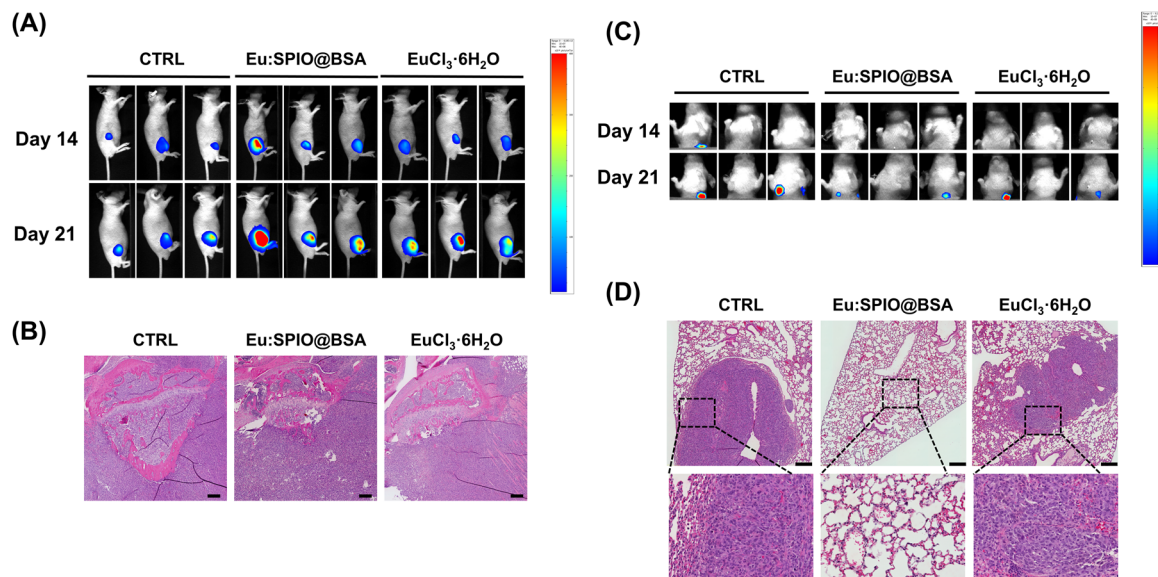 (A)
CTRL
Eu:SPIO@BSA
EuCl₃·6H₂O
Day 14
Day 21
(B)
CTRL
Eu:SPIO@BSA
EuCl₃·6H₂O
(C)
CTRL
Eu:SPIO@BSA
EuCl₃·6H₂O
Day 14
Day 21
(D)
CTRL
Eu:SPIO@BSA
EuCl₃·6H₂O